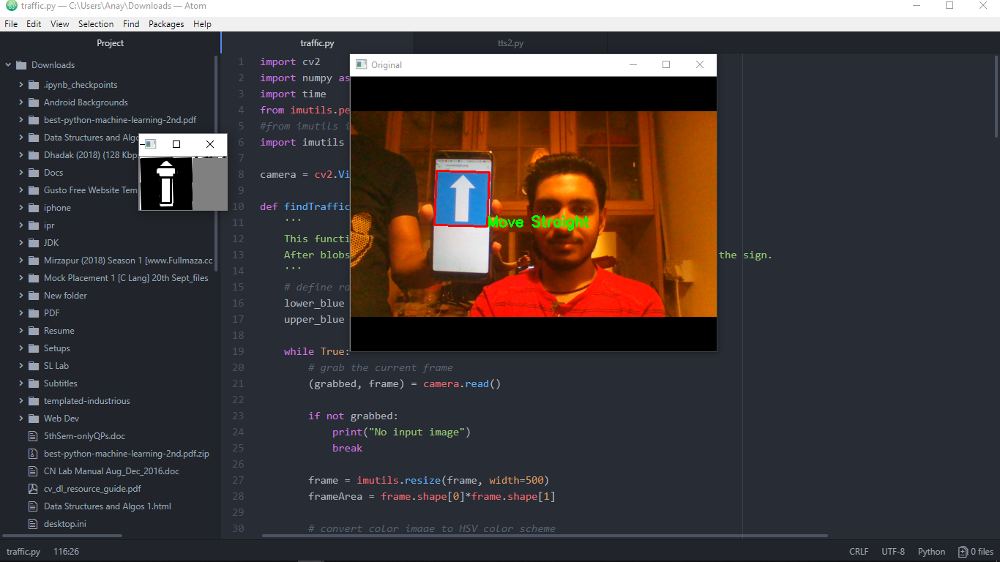 traffic.py — C:\Users\Anay\Downloads — Atom
File Edit View Selection Find Packages Help
Project
Downloads
.ipynb_checkpoints
Android Backgrounds
best-python-machine-learning-2nd.pdf
Data Structures and Algo
Dhadak (2018) (128 Kbp
Docs
Gusto Free Website Tem
iphone
ipr
JDK
Mirzapur (2018) Season 1 [www.Fullmaza.cc
Mock Placement 1 [C Lang] 20th Sept_files
New folder
PDF
Resume
Setups
SL Lab
Subtitles
templated-industrious
Web Dev
5thSem-onlyQPs.doc
best-python-machine-learning-2nd.pdf.zip
CN Lab Manual Aug_Dec_2016.doc
cv_dl_resource_guide.pdf
Data Structures and Algos 1.html
desktop.ini
traffic.py tts2.py
1 import cv2
2 import numpy as
3 import time
4 from imutils.pe
5 #from imutils i
6 import imutils
7
8 camera = cv2.Vi
9
10 def findTraffic
11 '''
12 This functi
13 After blobs the sign.
14 '''
15 # define ra
16 lower_blue
17 upper_blue
18
19 while True:
20 # grab the current frame
21 (grabbed, frame) = camera.read()
22
23 if not grabbed:
24 print("No input image")
25 break
26
27 frame = imutils.resize(frame, width=500)
28 frameArea = frame.shape[0]*frame.shape[1]
29
30 # convert color image to HSV color scheme
Original
Move Straight
traffic.py 116:26 CRLF UTF-8 Python 0 files